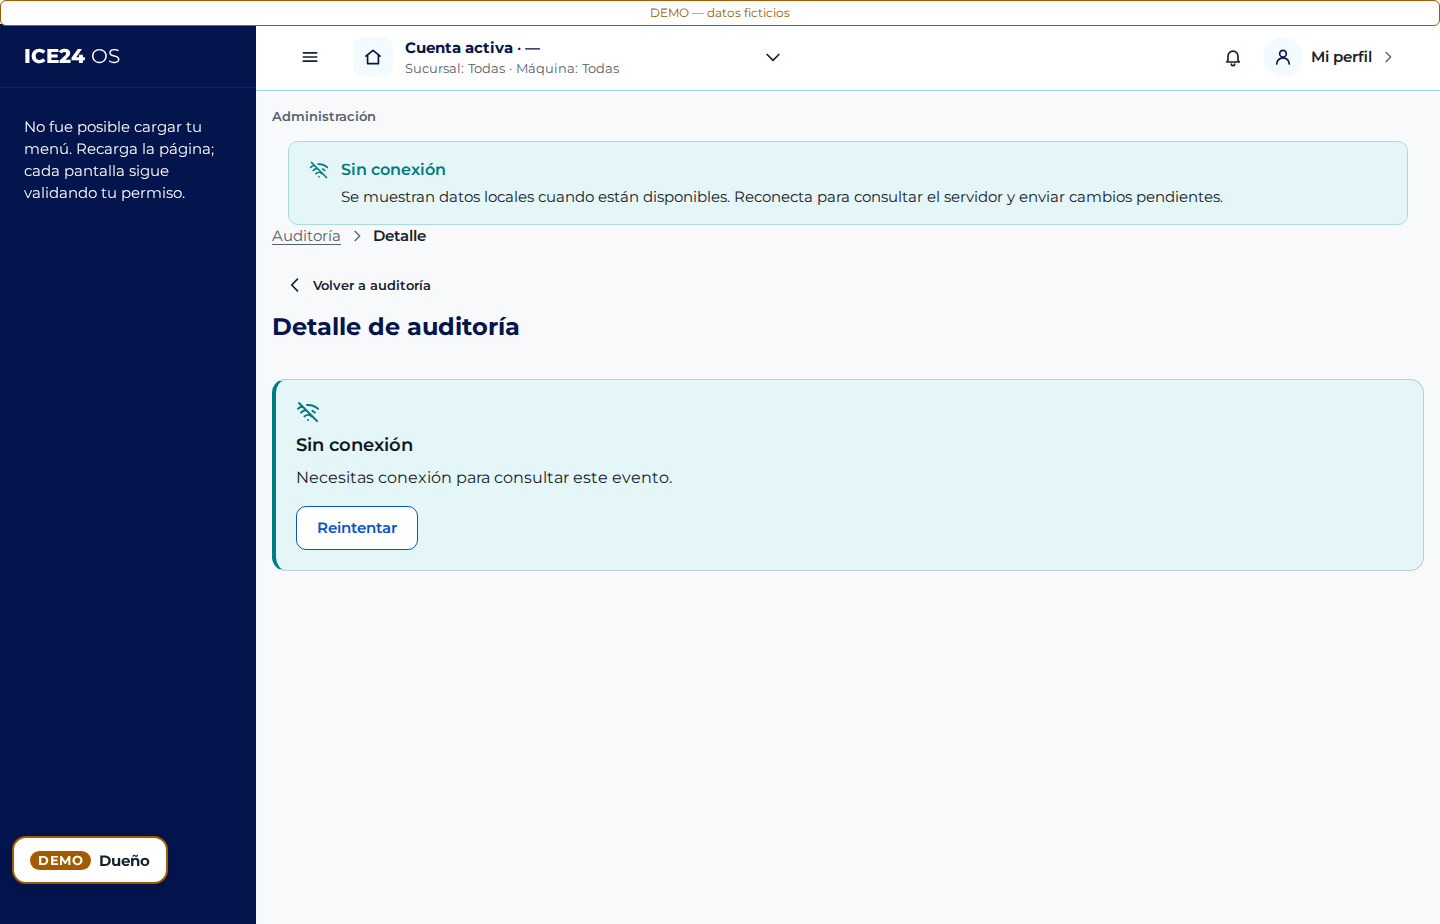 DEMO — datos ficticios
ICE24 OS
No fue posible cargar tu
menú. Recarga la página;
cada pantalla sigue
validando tu permiso.
Cuenta activa · —
Sucursal: Todas · Máquina: Todas
Mi perfil
Administración
Sin conexión
Se muestran datos locales cuando están disponibles. Reconecta para consultar el servidor y enviar cambios pendientes.
Auditoría > Detalle
Volver a auditoría
Detalle de auditoría
Sin conexión
Necesitas conexión para consultar este evento.
Reintentar
DEMO Dueño